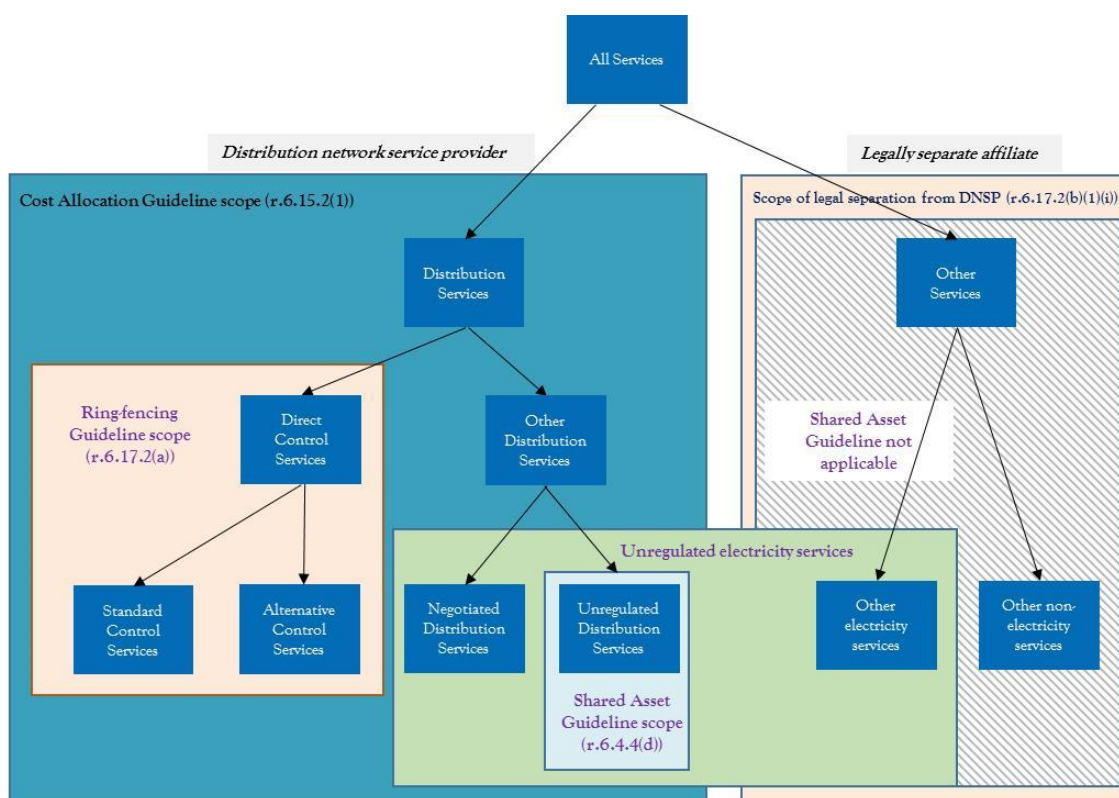 All Services
Distribution network service provider
Legally separate affiliate
Cost Allocation Guideline scope (r.6.15.2(1))
Scope of legal separation from DNSP (r.6.17.2(b)(1)(i))
Distribution
Services
Other
Services
Ring-fencing
Guideline scope
(r.6.17.2(a))
Direct
Control
Services
Other
Distribution
Services
Shared Asset
Guideline not
applicable
Unregulated electricity services
Standard
Control
Services
Alternative
Control
Services
Negotiated
Distribution
Services
Unregulated
Distribution
Services
Other
electricity
services
Other non-
electricity
services
Shared Asset
Guideline scope
(r.6.4.4(d))